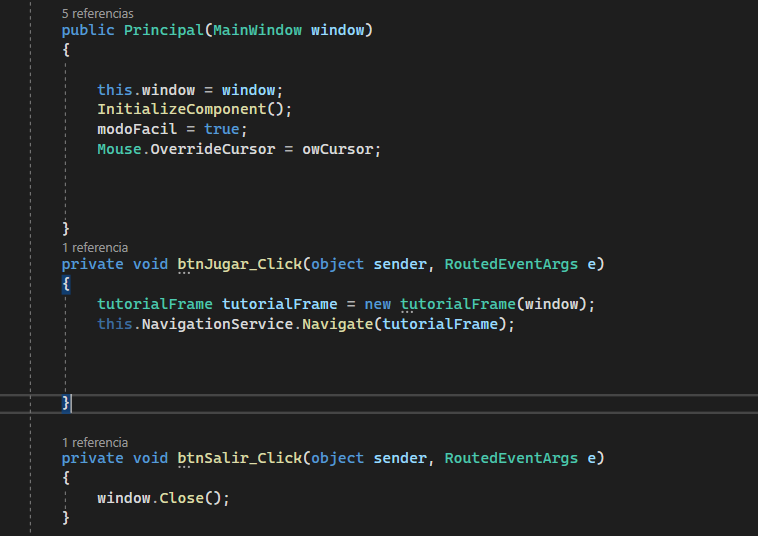 5 referencias
public Principal(MainWindow window)
{
this.window = window;
InitializeComponent();
modoFacil = true;
Mouse.OverrideCursor = owCursor;
}
1 referencia
private void btnJugar_Click(object sender, RoutedEventArgs e)
{
tutorialFrame tutorialFrame = new tutorialFrame(window);
this.NavigationService.Navigate(tutorialFrame);
}
1 referencia
private void btnSalir_Click(object sender, RoutedEventArgs e)
{
window.Close();
}